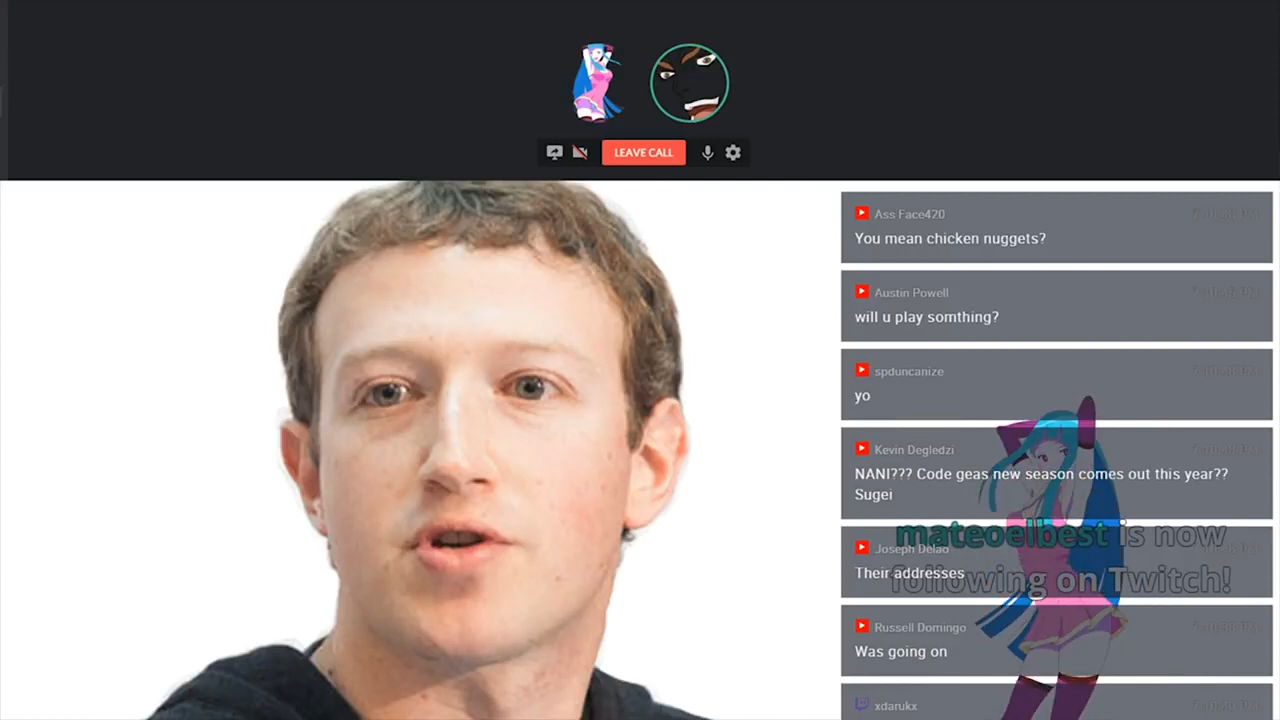 LEAVE CALL
Ass Face420
You mean chicken nuggets?
Austin Powell
will u play somthing?
spduncanize
yo
Kevin Degledzi
NANI??? Code geas new season comes out this year??
Sugei
mateoelbest is now
Joseph Delao
Their addresses
following on Twitch!
Russell Domingo
Was going on
xdarukx